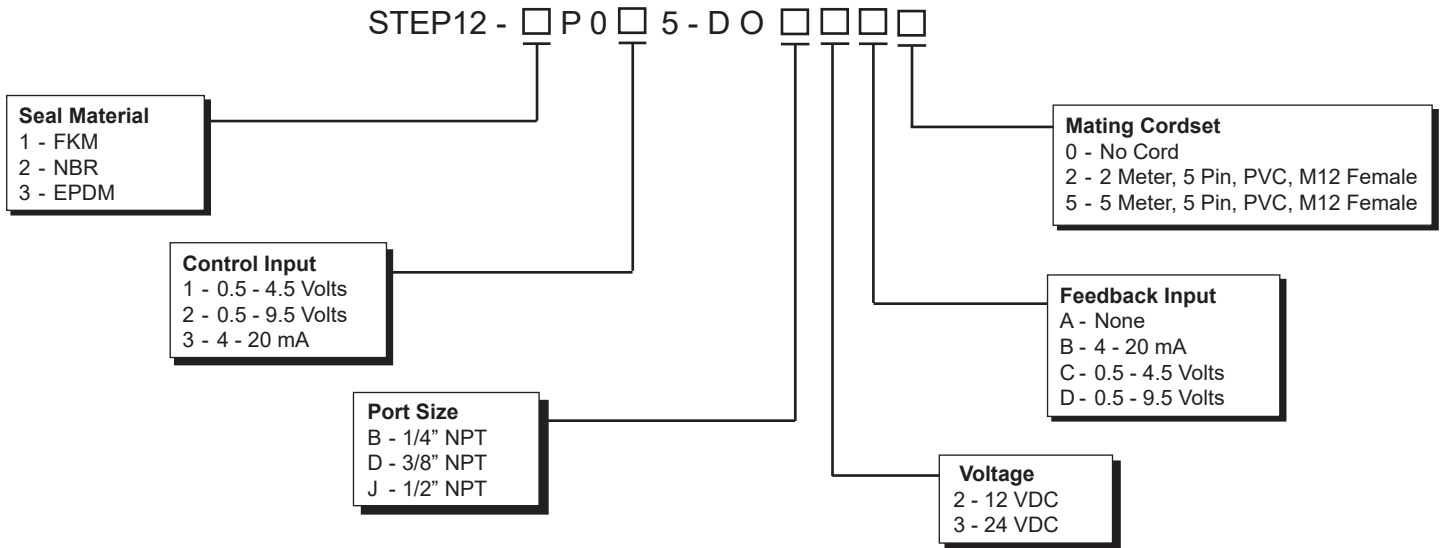 STEP12 - □ P 0 □ 5 - D O □ □ □ □
Seal Material
1 - FKM
2 - NBR
3 - EPDM
Mating Cordset
0 - No Cord
2 - 2 Meter, 5 Pin, PVC, M12 Female
5 - 5 Meter, 5 Pin, PVC, M12 Female
Control Input
1 - 0.5 - 4.5 Volts
2 - 0.5 - 9.5 Volts
3 - 4 - 20 mA
Feedback Input
A - None
B - 4 - 20 mA
C - 0.5 - 4.5 Volts
D - 0.5 - 9.5 Volts
Port Size
B - 1/4” NPT
D - 3/8” NPT
J - 1/2” NPT
Voltage
2 - 12 VDC
3 - 24 VDC